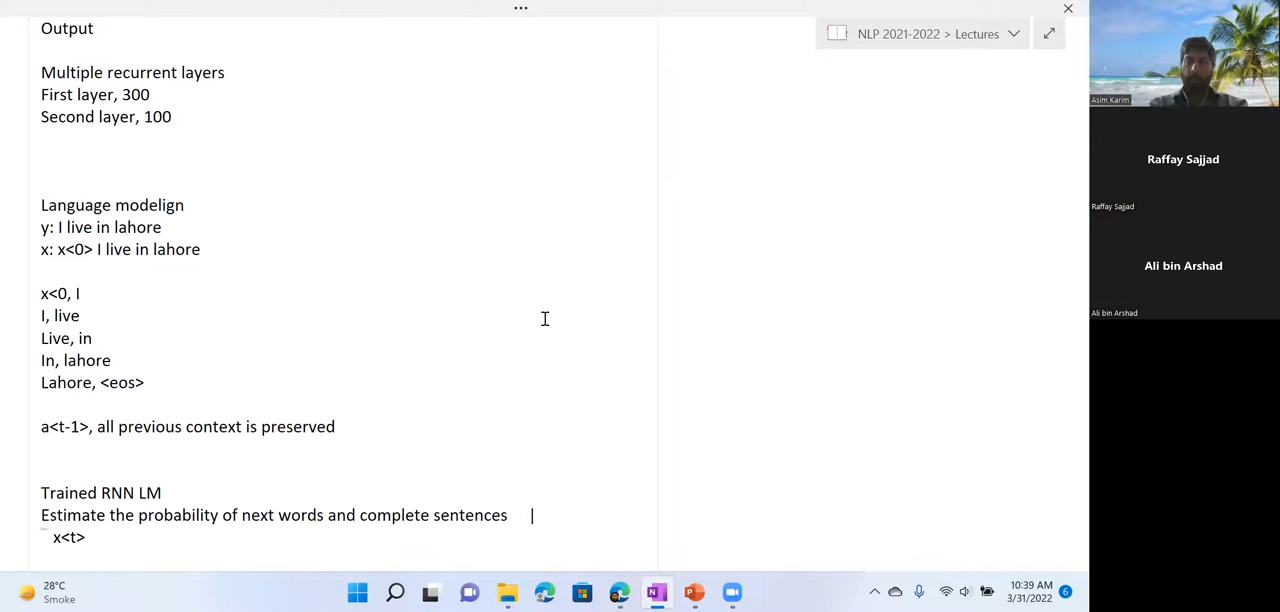 Output
NLP 2021-2022 > Lectures
Multiple recurrent layers
First layer, 300
Second layer, 100
Language modelign
y: I live in lahore
x: x<0> I live in lahore
x<0, I
I, live
Live, in
In, lahore
Lahore, <eos>
a<t-1>, all previous context is preserved
Trained RNN LM
Estimate the probability of next words and complete sentences
x<t>
Asim Karim
Raffay Sajjad
Raffay Sajjad
Ali bin Arshad
Ali bin Arshad
28°C
Smoke
10:39 AM
3/31/2022
6